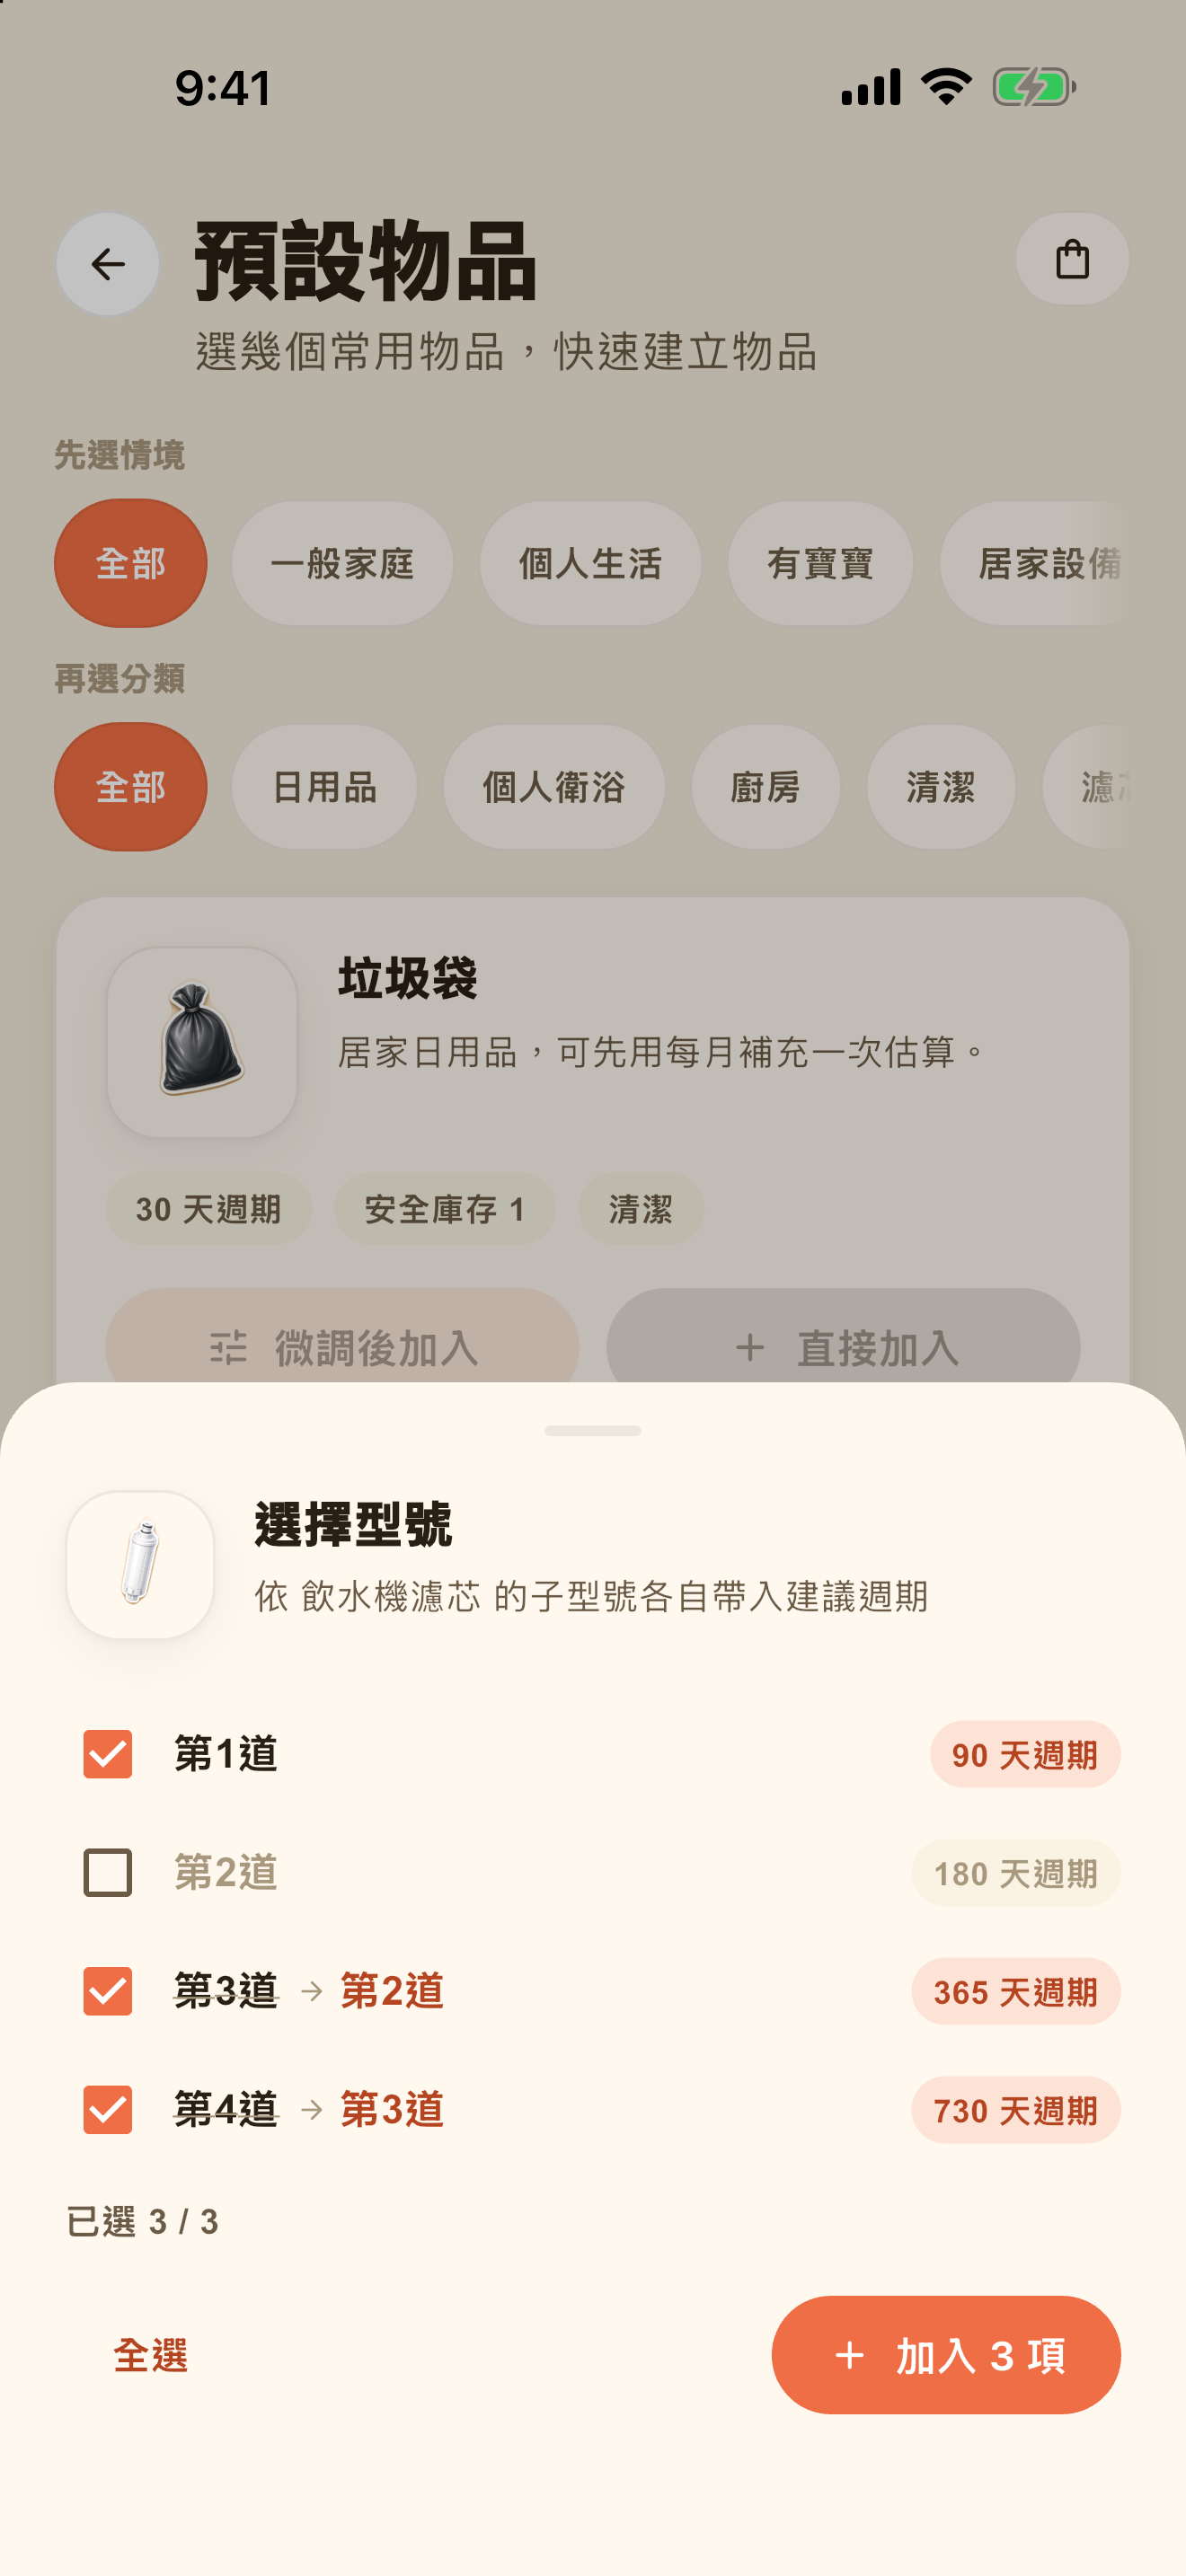 9:41
預設物品
選幾個常用物品，快速建立物品
先選情境
全部 一般家庭 個人生活 有寶寶 居家設備
再選分類
全部 日用品 個人衛浴 廚房 清潔 濾
垃圾袋
居家日用品，可先用每月補充一次估算。
30 天週期 安全庫存 1 清潔
微調後加入 + 直接加入
選擇型號
依 飲水機濾芯 的子型號各自帶入建議週期
第1道 90 天週期
第2道 180 天週期
第3道 → 第2道 365 天週期
第4道 → 第3道 730 天週期
已選 3 / 3
全選 + 加入 3 項